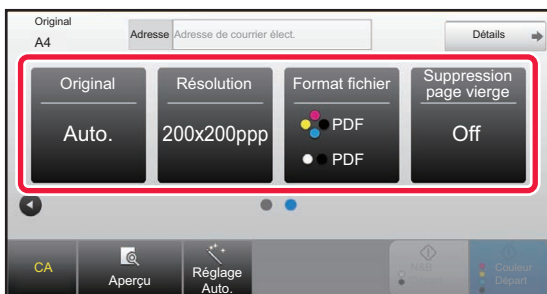 Original
A4
Adresse Adresse de courrier élect.
Détails
Original
Auto.
Résolution
200x200ppp
Format fichier
PDF
PDF
Suppression
page vierge
Off
CA
Aperçu
Réglage
Auto.
N&B
Départ
Couleur
Départ